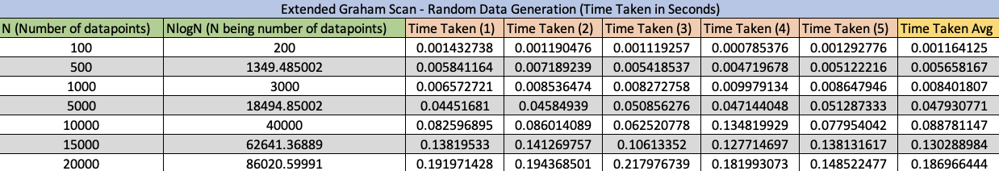 Extended Graham Scan - Random Data Generation (Time Taken in Seconds)
N (Number of datapoints) NlogN (N being number of datapoints) Time Taken (1) Time Taken (2) Time Taken (3) Time Taken (4) Time Taken (5) Time Taken Avg
100 200 0.001432738 0.001190476 0.001119257 0.000785376 0.001292776 0.001164125
500 1349.485002 0.005841164 0.007189239 0.005418537 0.004719678 0.005122216 0.005658167
1000 3000 0.006572721 0.008536474 0.008272758 0.009979134 0.008647946 0.008401807
5000 18494.85002 0.04451681 0.04584939 0.050856276 0.047144048 0.051287333 0.047930771
10000 40000 0.082596895 0.086014089 0.062520778 0.134819929 0.077954042 0.088781147
15000 62641.36889 0.13819533 0.141269757 0.10613352 0.127714697 0.138131617 0.130288984
20000 86020.59991 0.191971428 0.194368501 0.217976739 0.181993073 0.148522477 0.186966444